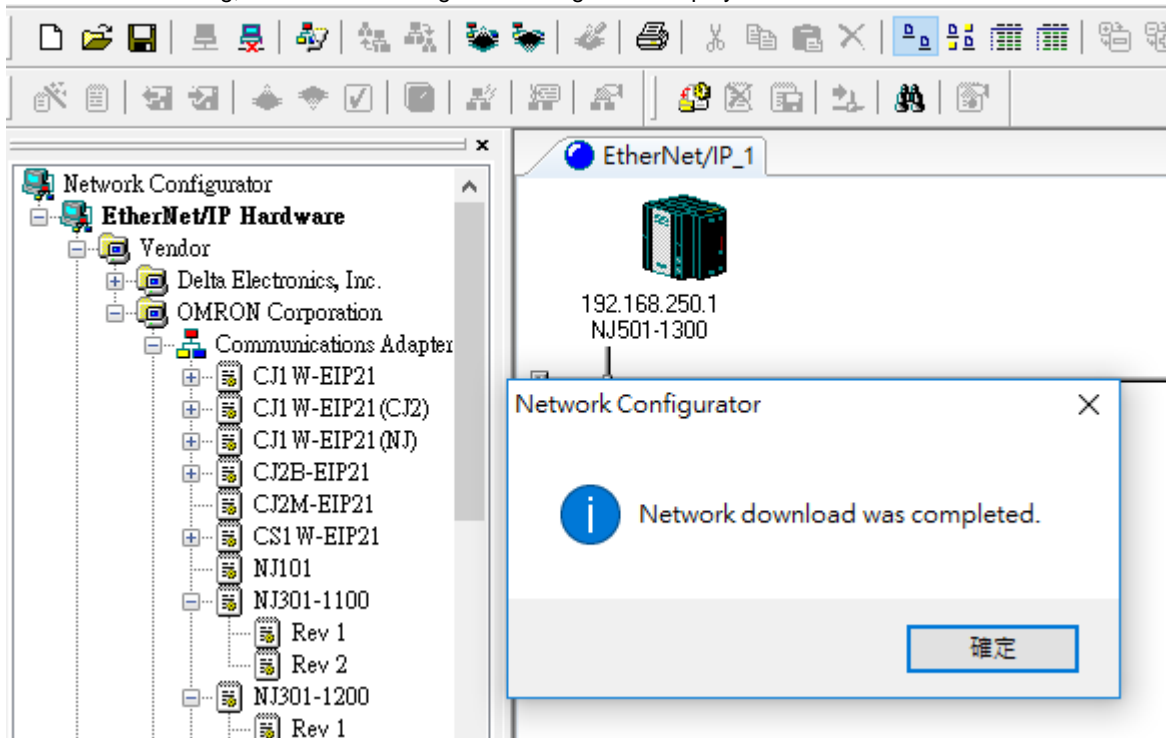 EtherNet/IP_1
Network Configurator
EtherNet/IP Hardware
Vendor
Delta Electronics, Inc.
OMRON Corporation
Communications Adapter
CJ1W-EIP21
CJ1W-EIP21(CJ2)
CJ1W-EIP21(NJ)
CJ2B-EIP21
CJ2M-EIP21
CS1W-EIP21
NJ101
NJ301-1100
Rev 1
Rev 2
NJ301-1200
Rev 1
192.168.250.1
NJ501-1300
Network Configurator
Network download was completed.
確定